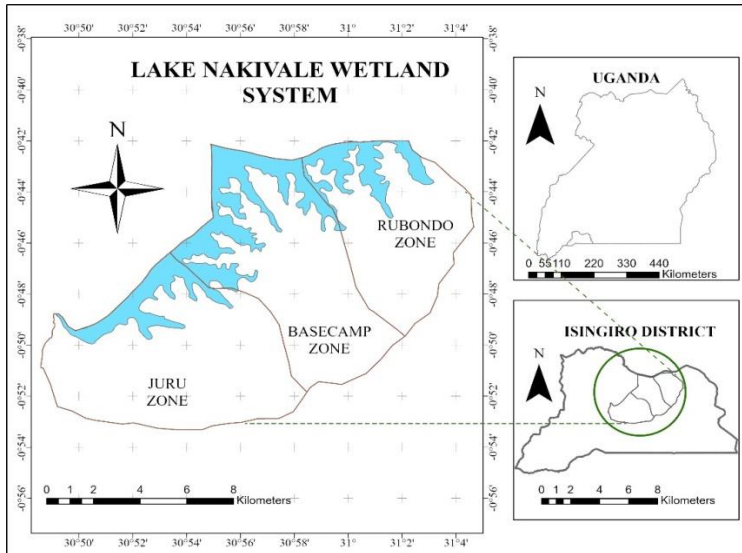 30°50' 30°52' 30°54' 30°56' 30°58' 31° 31°2' 31°4'
-0°38'
-0°40'
-0°42'
-0°44'
-0°46'
-0°48'
-0°50'
-0°52'
-0°54'
-0°56'
LAKE NAKIVALE WETLAND
SYSTEM
N
RUBONDO
ZONE
BASECAMP
ZONE
JURU
ZONE
0 1 2 4 6 8
Kilometers
-0°38'
-0°40'
-0°42'
-0°44'
-0°46'
-0°48'
-0°50'
-0°52'
-0°54'
-0°56'
30°50' 30°52' 30°54' 30°56' 30°58' 31° 31°2' 31°4'
UGANDA
N
0 55 110 220 330 440
Kilometers
ISINGIRO DISTRICT
N
0 1 2 4 6 8
Kilometers